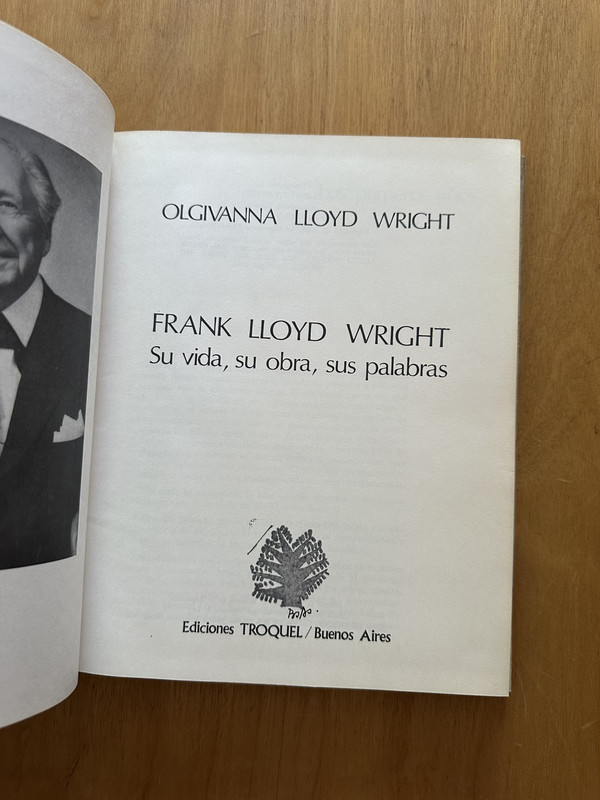 OLGIVANNA LLOYD WRIGHT
FRANK LLOYD WRIGHT
Su vida, su obra, sus palabras
Ediciones TROQUEL / Buenos Aires